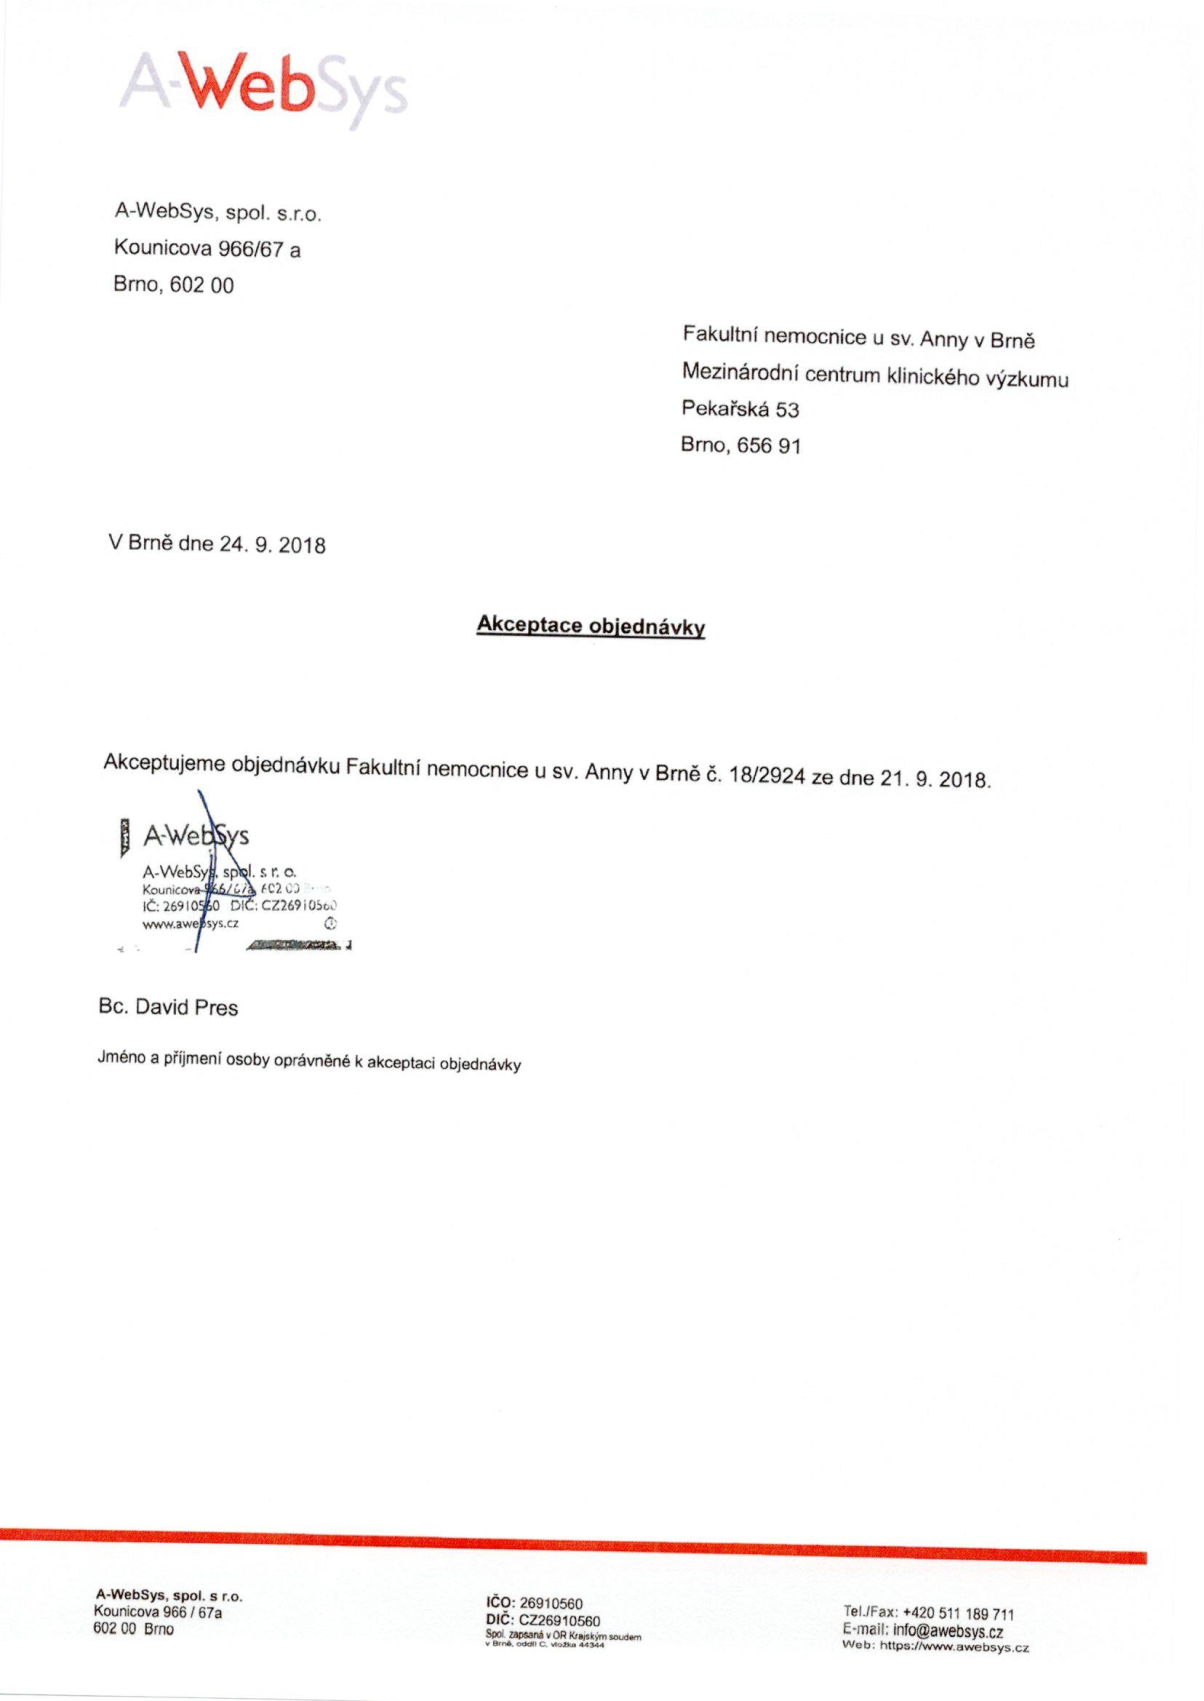 A-WebSys
A-WebSys, spol. s.r.o.
Kounicova 966/67 a
Brno, 602 00
Fakultní nemocnice u sv. Anny v Brně
Mezinárodní centrum klinického výzkumu
Pekařská 53
Brno, 656 91
V Brně dne 24. 9. 2018
Akceptace objednávky
Akceptujeme objednávku Fakultní nemocnice u sv. Anny v Brně č. 18/2924 ze dne 21. 9. 2018.
A-WebSys
A-WebSys, spol. s r. o.
Kounicova 966/67a, 602 00
IČ: 26910560 DIČ: CZ26910560
www.awebsys.cz
Bc. David Pres
Jméno a příjmení osoby oprávněné k akceptaci objednávky
A-WebSys, spol. s r.o.
Kounicova 966 / 67a
602 00 Brno
IČO: 26910560
DIČ: CZ26910560
Spol. zapsaná v OR Krajským soudem
v Brně, oddíl C, vložka 44344
Tel./Fax: +420 511 189 711
E-mail: info@awebsys.cz
Web: https://www.awebsys.cz